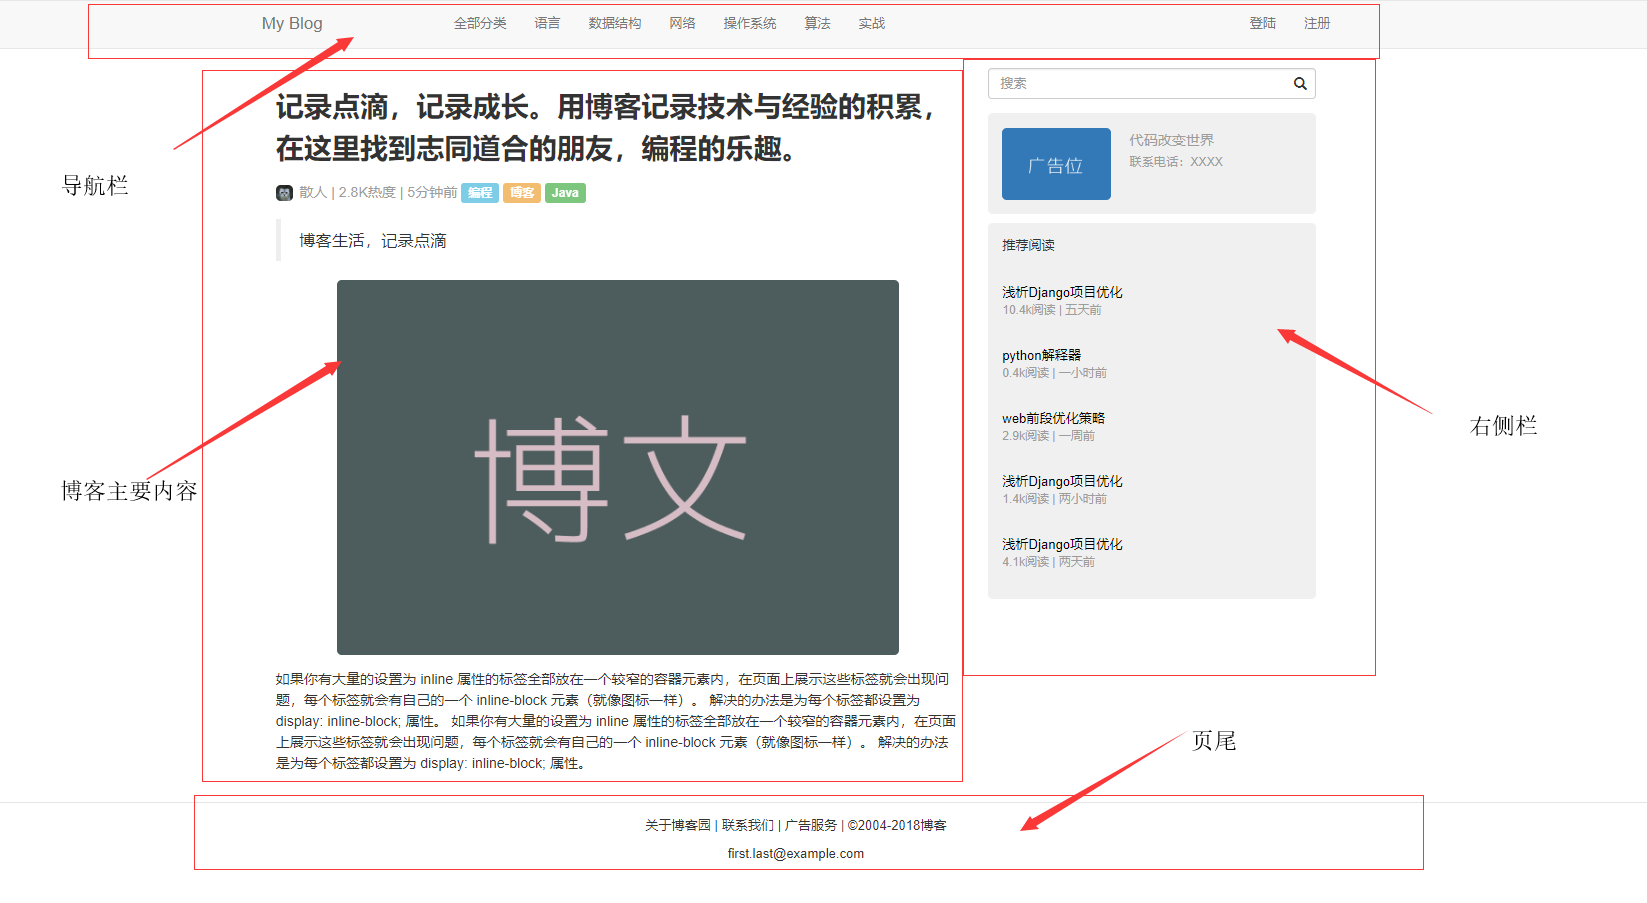 My Blog 全部分类 语言 数据结构 网络 操作系统 算法 实战 登陆 注册
导航栏
记录点滴，记录成长。用博客记录技术与经验的积累，
在这里找到志同道合的朋友，编程的乐趣。
散人 | 2.8K热度 | 5分钟前 编程 博客 Java
博客生活，记录点滴
博客主要内容
博文
如果你有大量的设置为 inline 属性的标签全部放在一个较窄的容器元素内，在页面上展示这些标签就会出现问
题，每个标签就会有自己的一个 inline-block 元素（就像图标一样）。 解决的办法是为每个标签都设置为
display: inline-block; 属性。 如果你有大量的设置为 inline 属性的标签全部放在一个较窄的容器元素内，在页面
上展示这些标签就会出现问题，每个标签就会有自己的一个 inline-block 元素（就像图标一样）。 解决的办法
是为每个标签都设置为 display: inline-block; 属性。
搜索
广告位
代码改变世界
联系电话：XXXX
推荐阅读
浅析Django项目优化
10.4k阅读 | 五天前
python解释器
0.4k阅读 | 一小时前
web前段优化策略
2.9k阅读 | 一周前
浅析Django项目优化
1.4k阅读 | 两小时前
浅析Django项目优化
4.1k阅读 | 两天前
右侧栏
页尾
关于博客园 | 联系我们 | 广告服务 | ©2004-2018博客
first.last@example.com